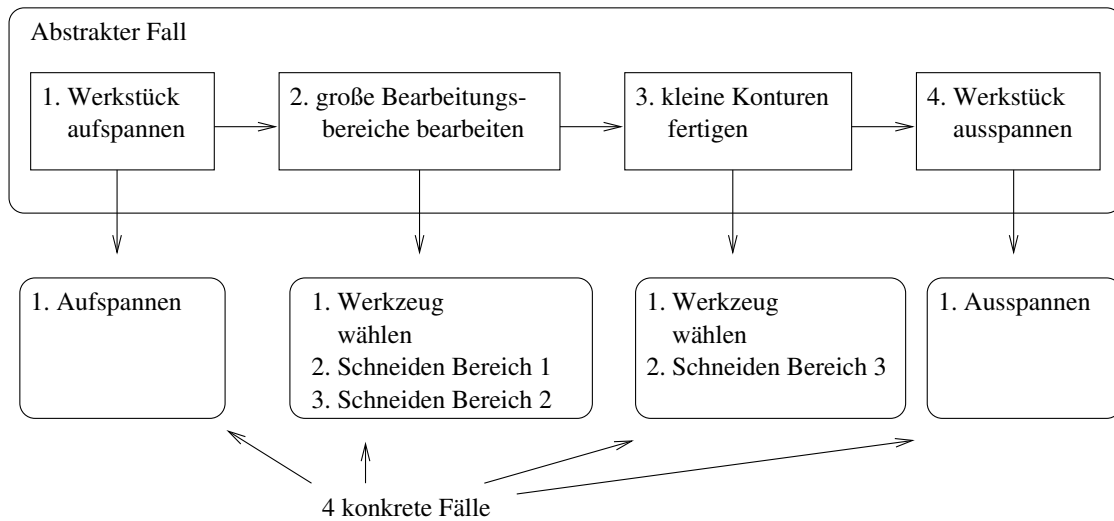 Abstrakter Fall
1. Werkstück
aufspannen
2. große Bearbeitungs-
bereiche bearbeiten
3. kleine Konturen
fertigen
4. Werkstück
ausspannen
1. Aufspannen
1. Werkzeug
wählen
2. Schneiden Bereich 1
3. Schneiden Bereich 2
1. Werkzeug
wählen
2. Schneiden Bereich 3
1. Ausspannen
4 konkrete Fälle